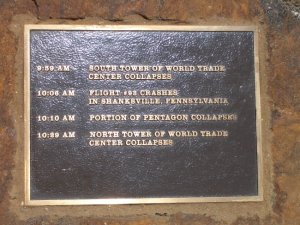 9:59 AM - SOUTH TOWER OF WORLD TRADE
CENTER COLLAPSES
10:06 AM - FLIGHT #93 CRASHES
IN SHANKSVILLE, PENNSYLVANIA
10:10 AM - PORTION OF PENTAGON COLLAPSES
10:29 AM - NORTH TOWER OF WORLD TRADE
CENTER COLLAPSES